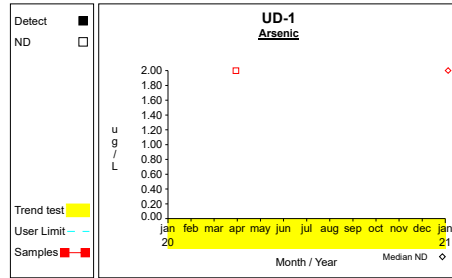 Detect
ND
Trend test
User Limit
Samples
UD-1
Arsenic
ug/L
2.00
1.80
1.60
1.40
1.20
1.00
0.80
0.60
0.40
0.20
0.00
jan feb mar apr may jun jul aug sep oct nov dec jan
20 21
Month / Year
Median ND